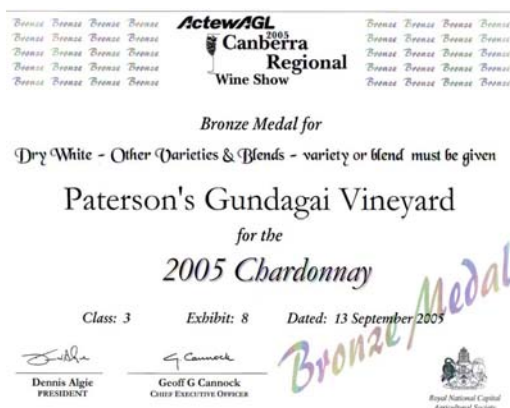 Bronze Bronze Bronze Bronze
Bronze Bronze Bronze Bronze
Bronze Bronze Bronze Bronze
Bronze Bronze Bronze Bronze
Bronze Bronze Bronze Bronze
ActewAGL
2005
Canberra
Regional
Wine Show
Bronze Bronze Bronze Bronze
Bronze Bronze Bronze Bronze
Bronze Bronze Bronze Bronze
Bronze Bronze Bronze Bronze
Bronze Bronze Bronze Bronze
Bronze Medal for
Dry White - Other Varieties & Blends - variety or blend must be given
Paterson's Gundagai Vineyard
for the
2005 Chardonnay
Class: 3 Exhibit: 8 Dated: 13 September 2005
Bronze Medal
Dennis Algie
PRESIDENT
G Cannock
Geoff G Cannock
CHIEF EXECUTIVE OFFICER
Royal National Capital
Agricultural Society